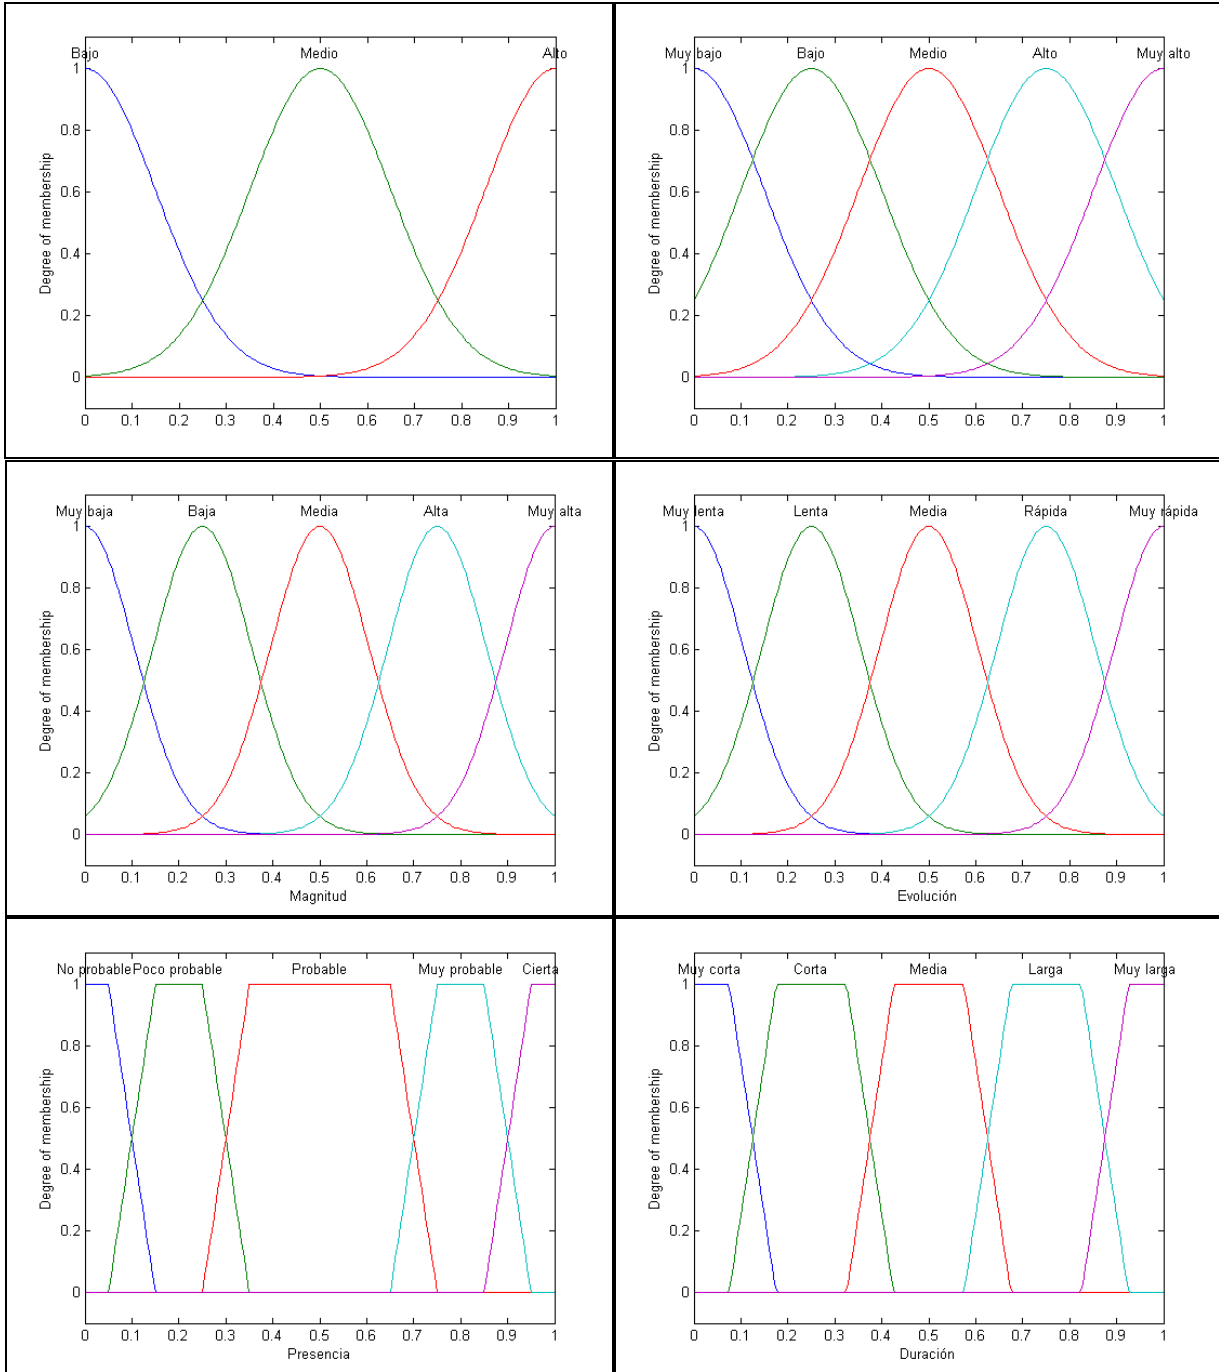 Bajo Medio Alto
1
0.8
0.6
0.4
0.2
0
Degree of membership
0 0.1 0.2 0.3 0.4 0.5 0.6 0.7 0.8 0.9 1
Muy bajo Bajo Medio Alto Muy alto
1
0.8
0.6
0.4
0.2
0
Degree of membership
0 0.1 0.2 0.3 0.4 0.5 0.6 0.7 0.8 0.9 1
Muy baja Baja Media Alta Muy alta
1
0.8
0.6
0.4
0.2
0
Degree of membership
0 0.1 0.2 0.3 0.4 0.5 0.6 0.7 0.8 0.9 1
Magnitud
Muy lenta Lenta Media Rápida Muy rápida
1
0.8
0.6
0.4
0.2
0
Degree of membership
0 0.1 0.2 0.3 0.4 0.5 0.6 0.7 0.8 0.9 1
Evolución
No probable Poco probable Probable Muy probable Cierta
1
0.8
0.6
0.4
0.2
0
Degree of membership
0 0.1 0.2 0.3 0.4 0.5 0.6 0.7 0.8 0.9 1
Presencia
Muy corta Corta Media Larga Muy larga
1
0.8
0.6
0.4
0.2
0
Degree of membership
0 0.1 0.2 0.3 0.4 0.5 0.6 0.7 0.8 0.9 1
Duración